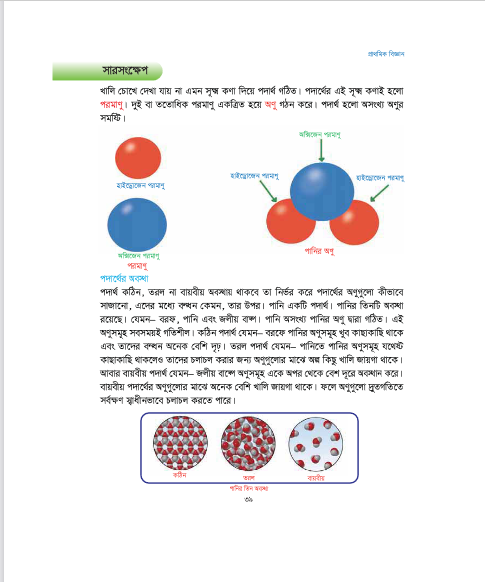 প্রাথমিক বিজ্ঞান
সারসংক্ষেপ
খালি চোখে দেখা যায় না এমন সূক্ষ্ম কণা দিয়ে পদার্থ গঠিত। পদার্থের এই সূক্ষ্ম কণাই হলো
পরমাণু। দুই বা ততোধিক পরমাণু একত্রিত হয়ে অণু গঠন করে। পদার্থ হলো অসংখ্য অণুর
সমষ্টি।
অক্সিজেন পরমাণু
হাইড্রোজেন পরমাণু
হাইড্রোজেন পরমাণু
হাইড্রোজেন পরমাণু
পানির অণু
অক্সিজেন পরমাণু
পরমাণু
পদার্থের অবস্থা
পদার্থ কঠিন, তরল না বায়বীয় অবস্থায় থাকবে তা নির্ভর করে পদার্থের অণুগুলো কীভাবে
সাজানো, এদের মধ্যে বন্ধন কেমন, তার উপর। পানি একটি পদার্থ। পানির তিনটি অবস্থা
রয়েছে। যেমন– বরফ, পানি এবং জলীয় বাষ্প। পানি অসংখ্য পানির অণু দ্বারা গঠিত। এই
অণুসমূহ সবসময়ই গতিশীল। কঠিন পদার্থ যেমন– বরফে পানির অণুসমূহ খুব কাছাকাছি থাকে
এবং তাদের বন্ধন অনেক বেশি দৃঢ়। তরল পদার্থ যেমন– পানিতে পানির অণুসমূহ যথেষ্ট
কাছাকাছি থাকলেও তাদের চলাচল করার জন্য অণুগুলোর মাঝে অল্প কিছু খালি জায়গা থাকে।
আবার বায়বীয় পদার্থ যেমন– জলীয় বাষ্পে অণুসমূহ একে অপর থেকে বেশ দূরে অবস্থান করে।
বায়বীয় পদার্থের অণুগুলোর মাঝে অনেক বেশি খালি জায়গা থাকে। ফলে অণুগুলো দ্রুতগতিতে
সর্বক্ষণ স্বাধীনভাবে চলাচল করতে পারে।
কঠিন
তরল
বায়বীয়
পানির তিন অবস্থা
৩৯